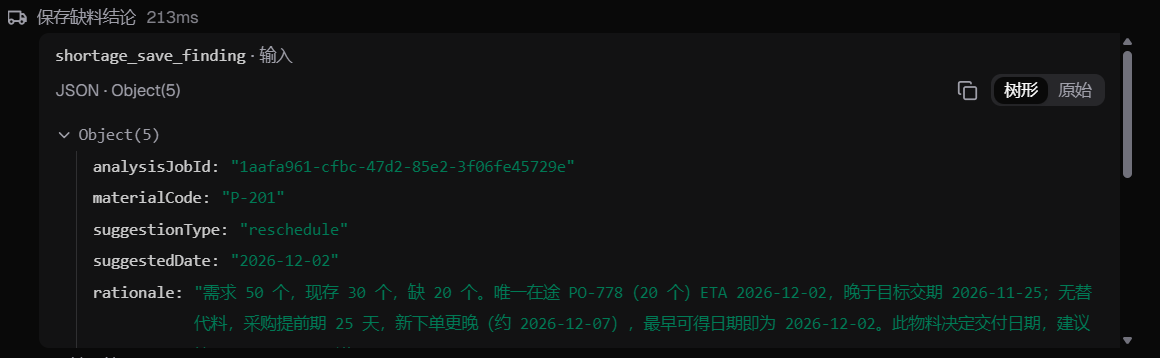 保存缺料结论 213ms
shortage_save_finding · 输入
JSON · Object(5)
树形 原始
Object(5)
analysisJobId: "1aafa961-cfbc-47d2-85e2-3f06fe45729e"
materialCode: "P-201"
suggestionType: "reschedule"
suggestedDate: "2026-12-02"
rationale: "需求 50 个，现存 30 个，缺 20 个。唯一在途 PO-778（20 个）ETA 2026-12-02，晚于目标交期 2026-11-25；无替
代料，采购提前期 25 天，新下单更晚（约 2026-12-07），最早可得日期即为 2026-12-02。此物料决定交付日期，建议